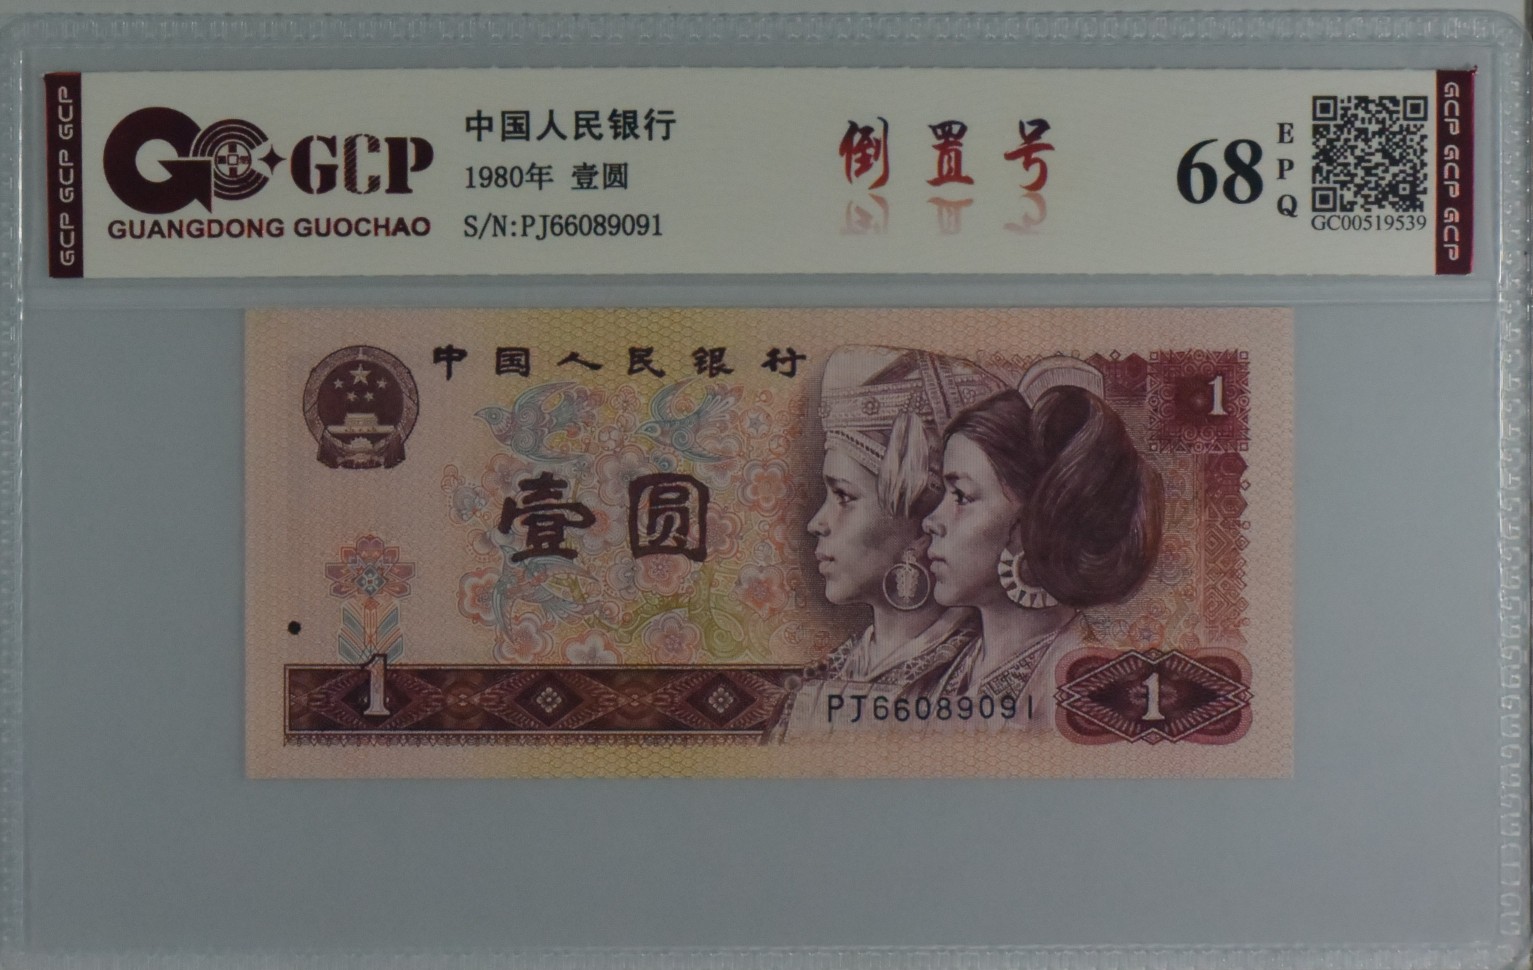 GCP GCP GCP
GCP
GUANGDONG GUOCHAO
中国人民银行
1980年 壹圆
S/N:PJ66089091
倒置号
68
EPQ
GC00519539
GCP GCP GCP
中国人民银行
1
壹圆
1
PJ66089091
1